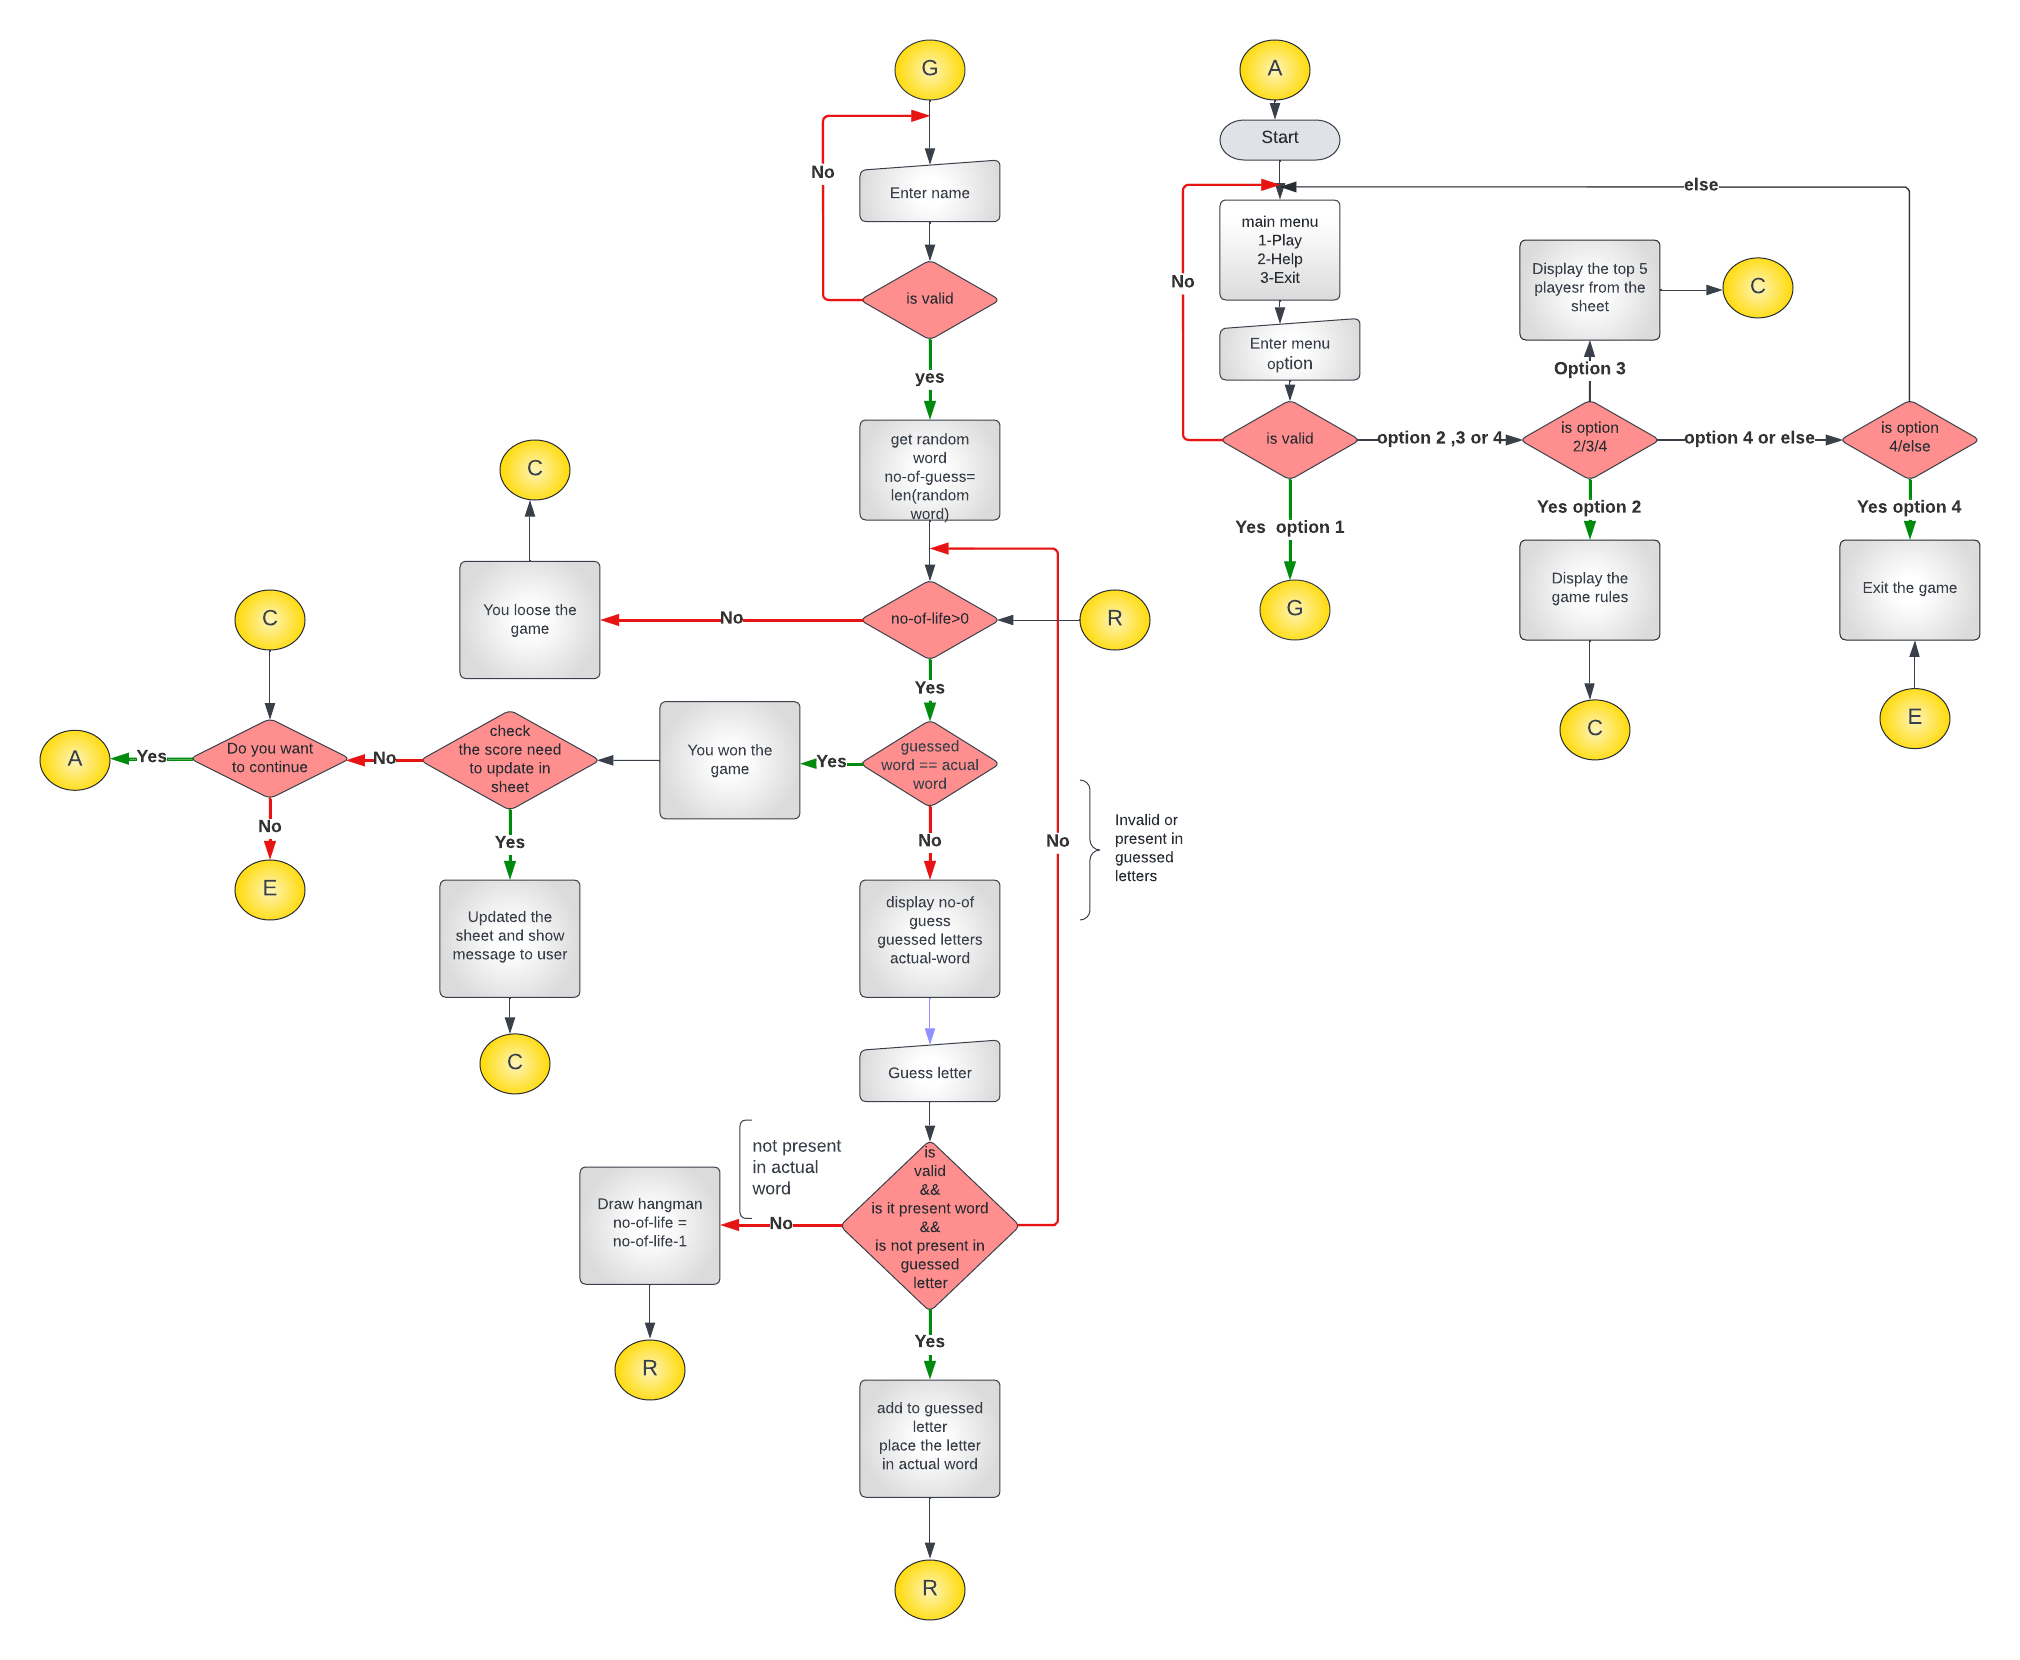 G
No
Enter name
is valid
yes
get random
word
no-of-guess=
len(random
word)
C
You loose the
game
No
no-of-life>0
R
Yes
C
A
Yes
Do you want
to continue
No
E
No
check
the score need
to update in
sheet
Yes
Updated the
sheet and show
message to user
C
You won the
game
Yes
guessed
word == acual
word
No
No
Invalid or
present in
guessed
letters
display no-of
guess
guessed letters
actual-word
Guess letter
not present
in actual
word
Draw hangman
no-of-life =
no-of-life-1
No
is
valid
&&
is it present word
&&
is not present in
guessed
letter
R
Yes
add to guessed
letter
place the letter
in actual word
R
A
Start
else
main menu
1-Play
2-Help
3-Exit
No
Enter menu
option
is valid
option 2 ,3 or 4
Yes option 1
G
Display the top 5
playesr from the
sheet
C
Option 3
is option
2/3/4
option 4 or else
Yes option 2
Display the
game rules
C
is option
4/else
Yes option 4
Exit the game
E